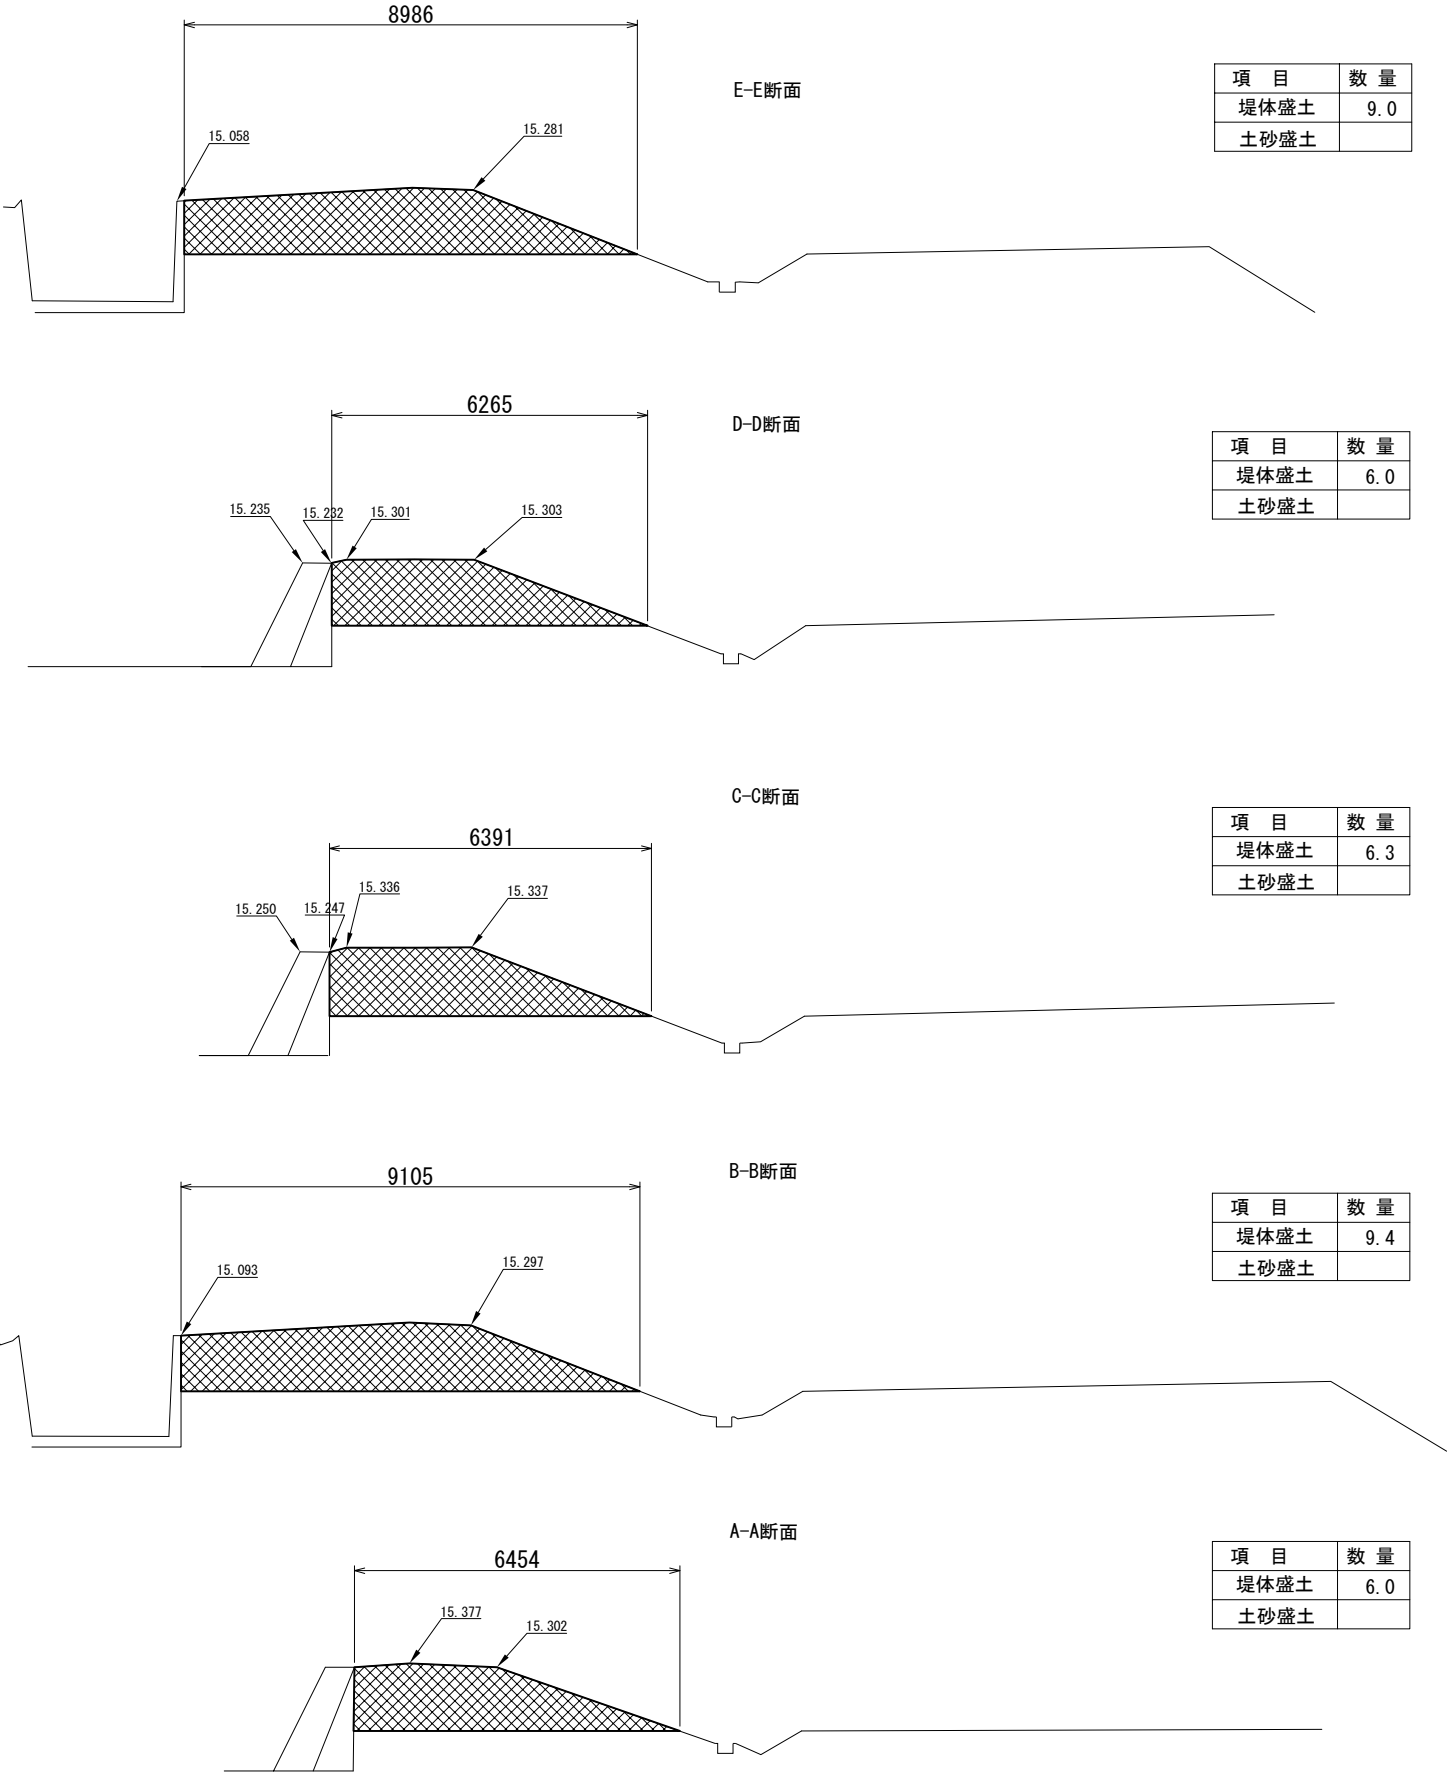 8986
E-E断面
項 目 数 量
堤体盛土 9.0
土砂盛土
15.058
15.281
6265
D-D断面
項 目 数 量
堤体盛土 6.0
土砂盛土
15.235
15.232
15.301
15.303
C-C断面
項 目 数 量
堤体盛土 6.3
土砂盛土
6391
15.250
15.247
15.336
15.337
B-B断面
9105
項 目 数 量
堤体盛土 9.4
土砂盛土
15.093
15.297
A-A断面
6454
項 目 数 量
堤体盛土 6.0
土砂盛土
15.377
15.302